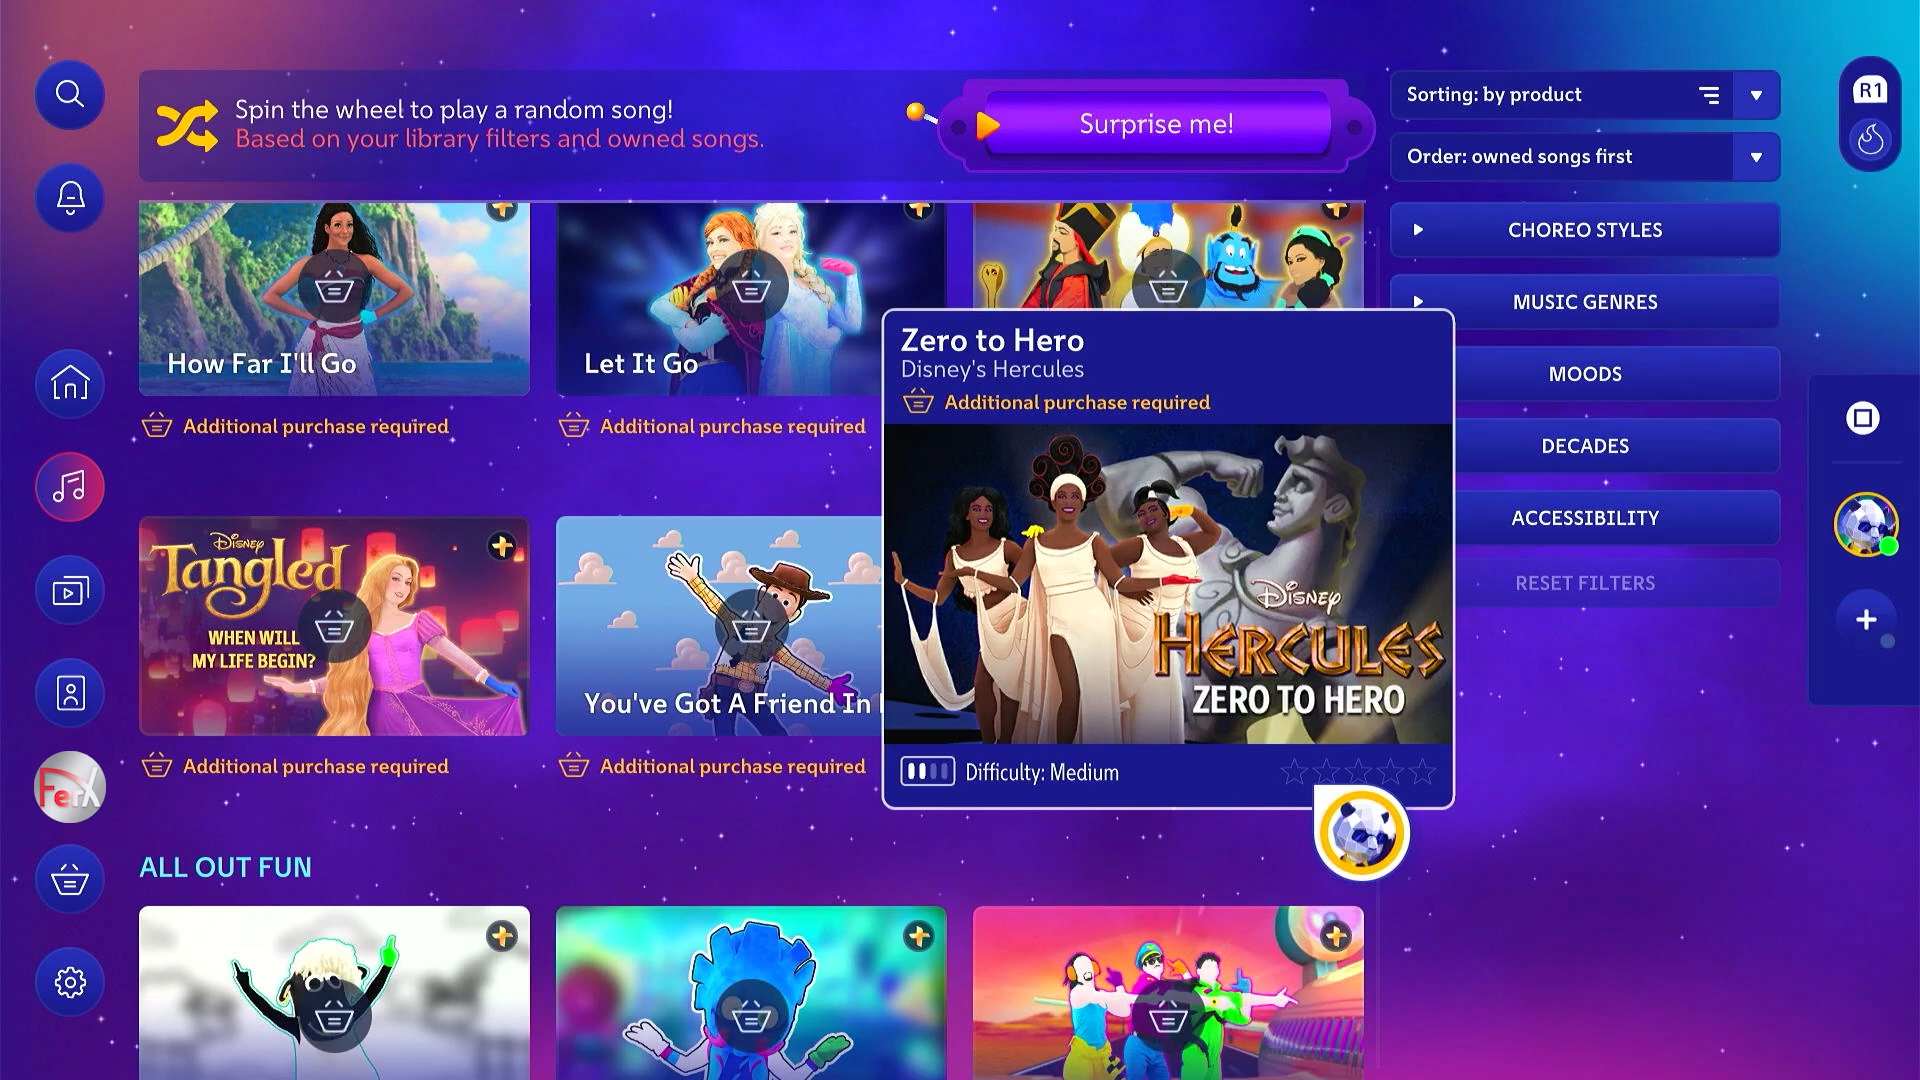 Spin the wheel to play a random song!
Based on your library filters and owned songs.
Surprise me!
Sorting: by product
Order: owned songs first
R1
CHOREO STYLES
MUSIC GENRES
MOODS
DECADES
ACCESSIBILITY
RESET FILTERS
How Far I'll Go
Additional purchase required
Let It Go
Additional purchase required
Zero to Hero
Disney's Hercules
Additional purchase required
Disney
HERCULES
ZERO TO HERO
Difficulty: Medium
Disney
Tangled
WHEN WILL
MY LIFE BEGIN?
Additional purchase required
You've Got A Friend In
Additional purchase required
FerX
ALL OUT FUN